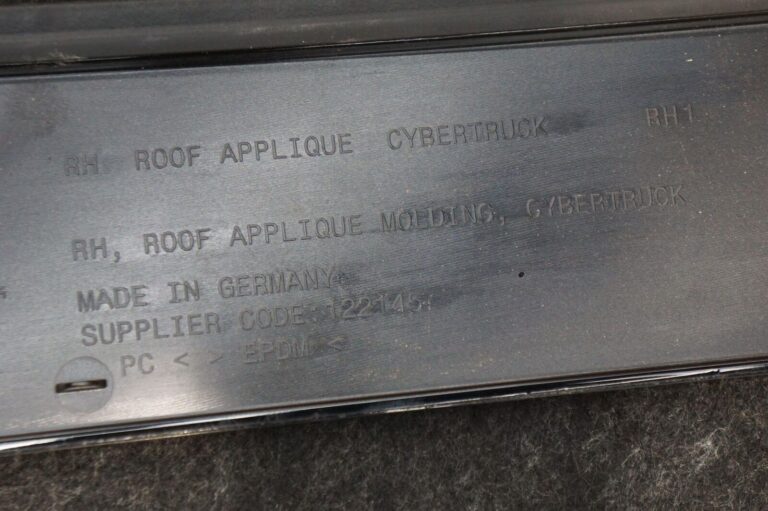 RH ROOF APPLIQUE CYBERTRUCK RH1
RH, ROOF APPLIQUE MOLDING, CYBERTRUCK
MADE IN GERMANY
SUPPLIER CODE:
PC < > EPDM <